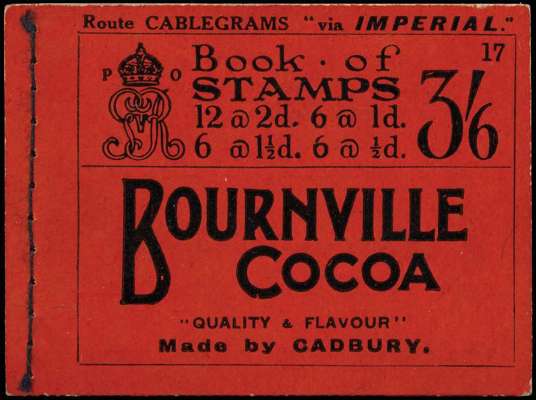 Route CABLEGRAMS "via IMPERIAL."
17
P O
Book · of
STAMPS
12 @ 2d. 6 @ 1d.
6 @ 1½d. 6 @ ½d.
3/6
GRV
BOURNVILLE
COCOA
"QUALITY & FLAVOUR"
Made by CADBURY.